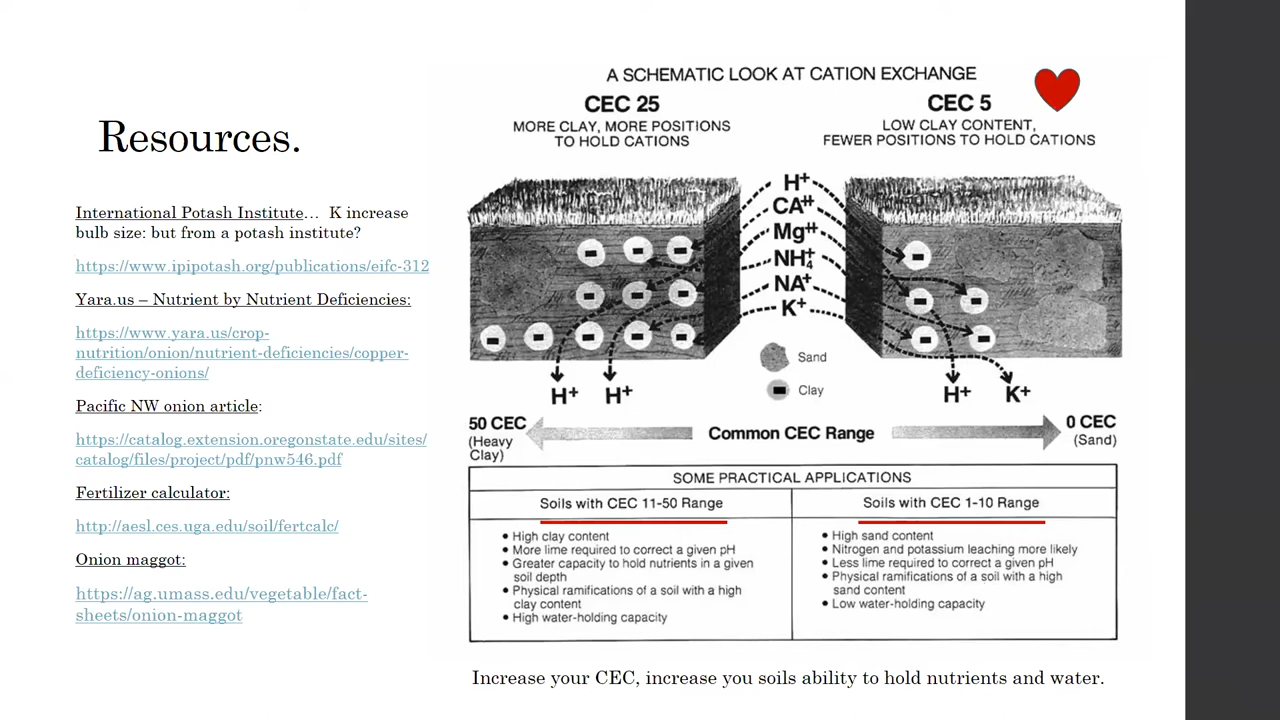 Resources.
International Potash Institute… K increase
bulb size: but from a potash institute?
https://www.ipipotash.org/publications/eifc-312
Yara.us – Nutrient by Nutrient Deficiencies:
https://www.yara.us/crop-
nutrition/onion/nutrient-deficiencies/copper-
deficiency-onions/
Pacific NW onion article:
https://catalog.extension.oregonstate.edu/sites/
catalog/files/project/pdf/pnw546.pdf
Fertilizer calculator:
http://aesl.ces.uga.edu/soil/fertcalc/
Onion maggot:
https://ag.umass.edu/vegetable/fact-
sheets/onion-maggot
A SCHEMATIC LOOK AT CATION EXCHANGE
CEC 25
MORE CLAY, MORE POSITIONS
TO HOLD CATIONS
CEC 5
LOW CLAY CONTENT,
FEWER POSITIONS TO HOLD CATIONS
H+
CA++
Mg++
NH4+
NA+
K+
Sand
Clay
H+ H+
H+ K+
50 CEC
(Heavy
Clay)
Common CEC Range
0 CEC
(Sand)
SOME PRACTICAL APPLICATIONS
Soils with CEC 11-50 Range
• High clay content
• More lime required to correct a given pH
• Greater capacity to hold nutrients in a given
soil depth
• Physical ramifications of a soil with a high
clay content
• High water-holding capacity
Soils with CEC 1-10 Range
• High sand content
• Nitrogen and potassium leaching more likely
• Less lime required to correct a given pH
• Physical ramifications of a soil with a high
sand content
• Low water-holding capacity
Increase your CEC, increase you soils ability to hold nutrients and water.